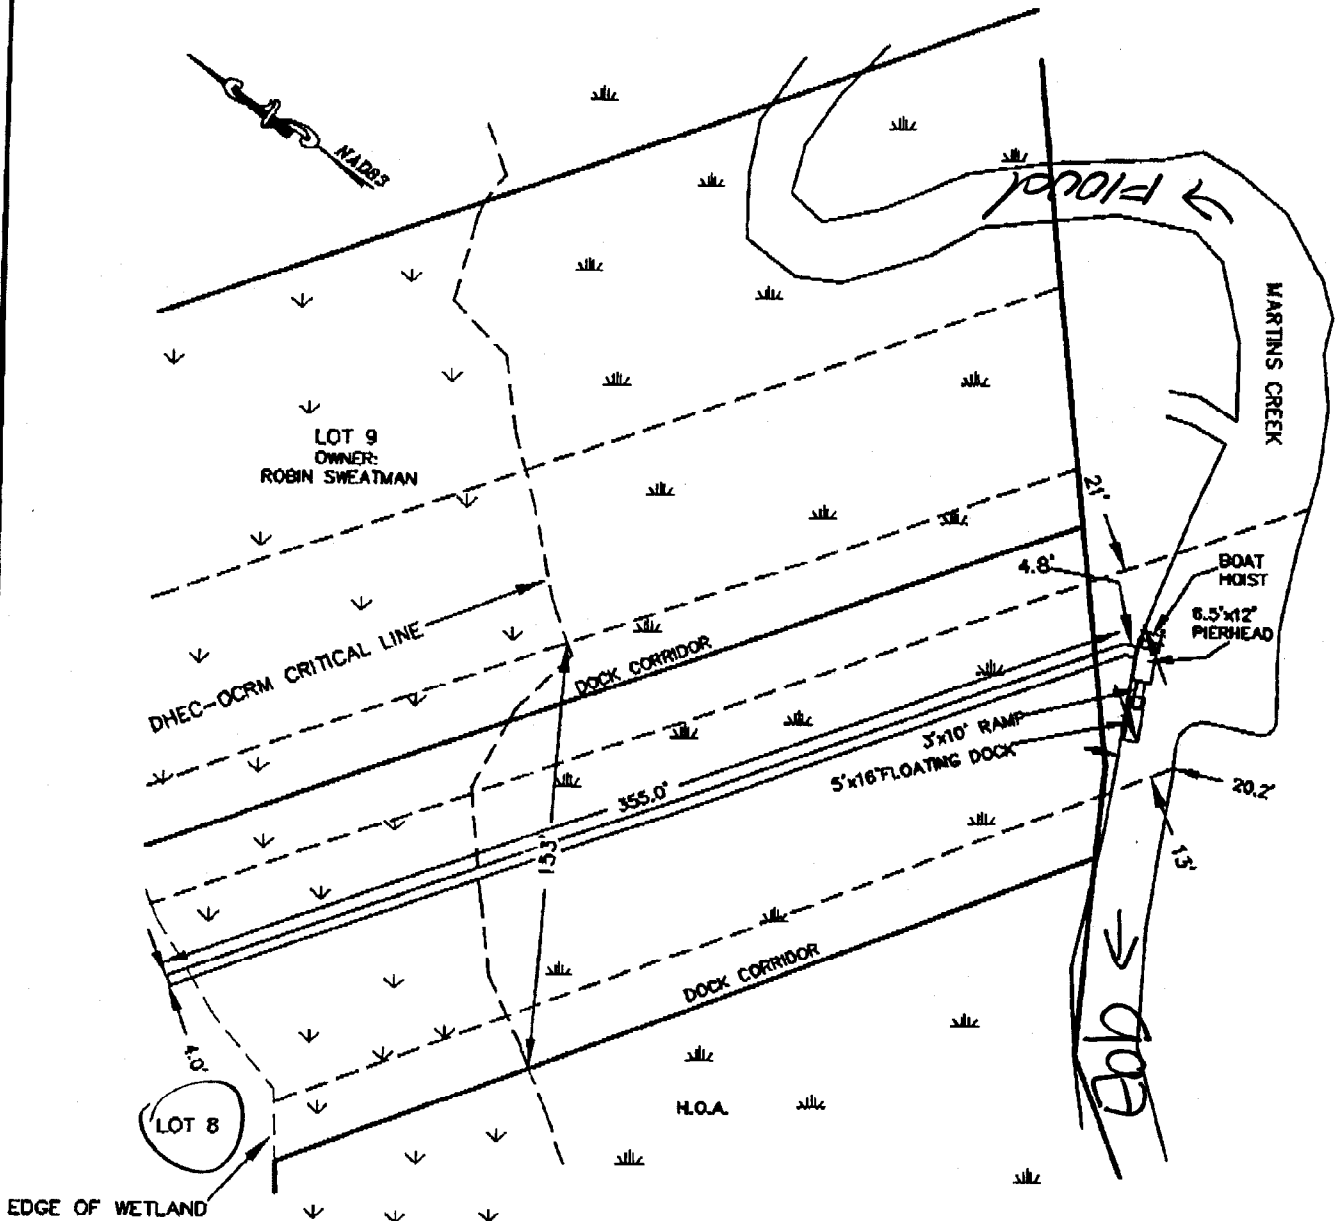 NAD83
Flood
MARTINS CREEK
LOT 9
OWNER:
ROBIN SWEATMAN
21'
4.8'
BOAT
HOIST
6.5'x12'
PIERHEAD
DHEC-OCRM CRITICAL LINE
DOCK CORRIDOR
3'x10' RAMP
5'x16' FLOATING DOCK
355.0'
153'
20.2'
13'
DOCK CORRIDOR
4.0'
Ebb
LOT 8
H.O.A.
EDGE OF WETLAND